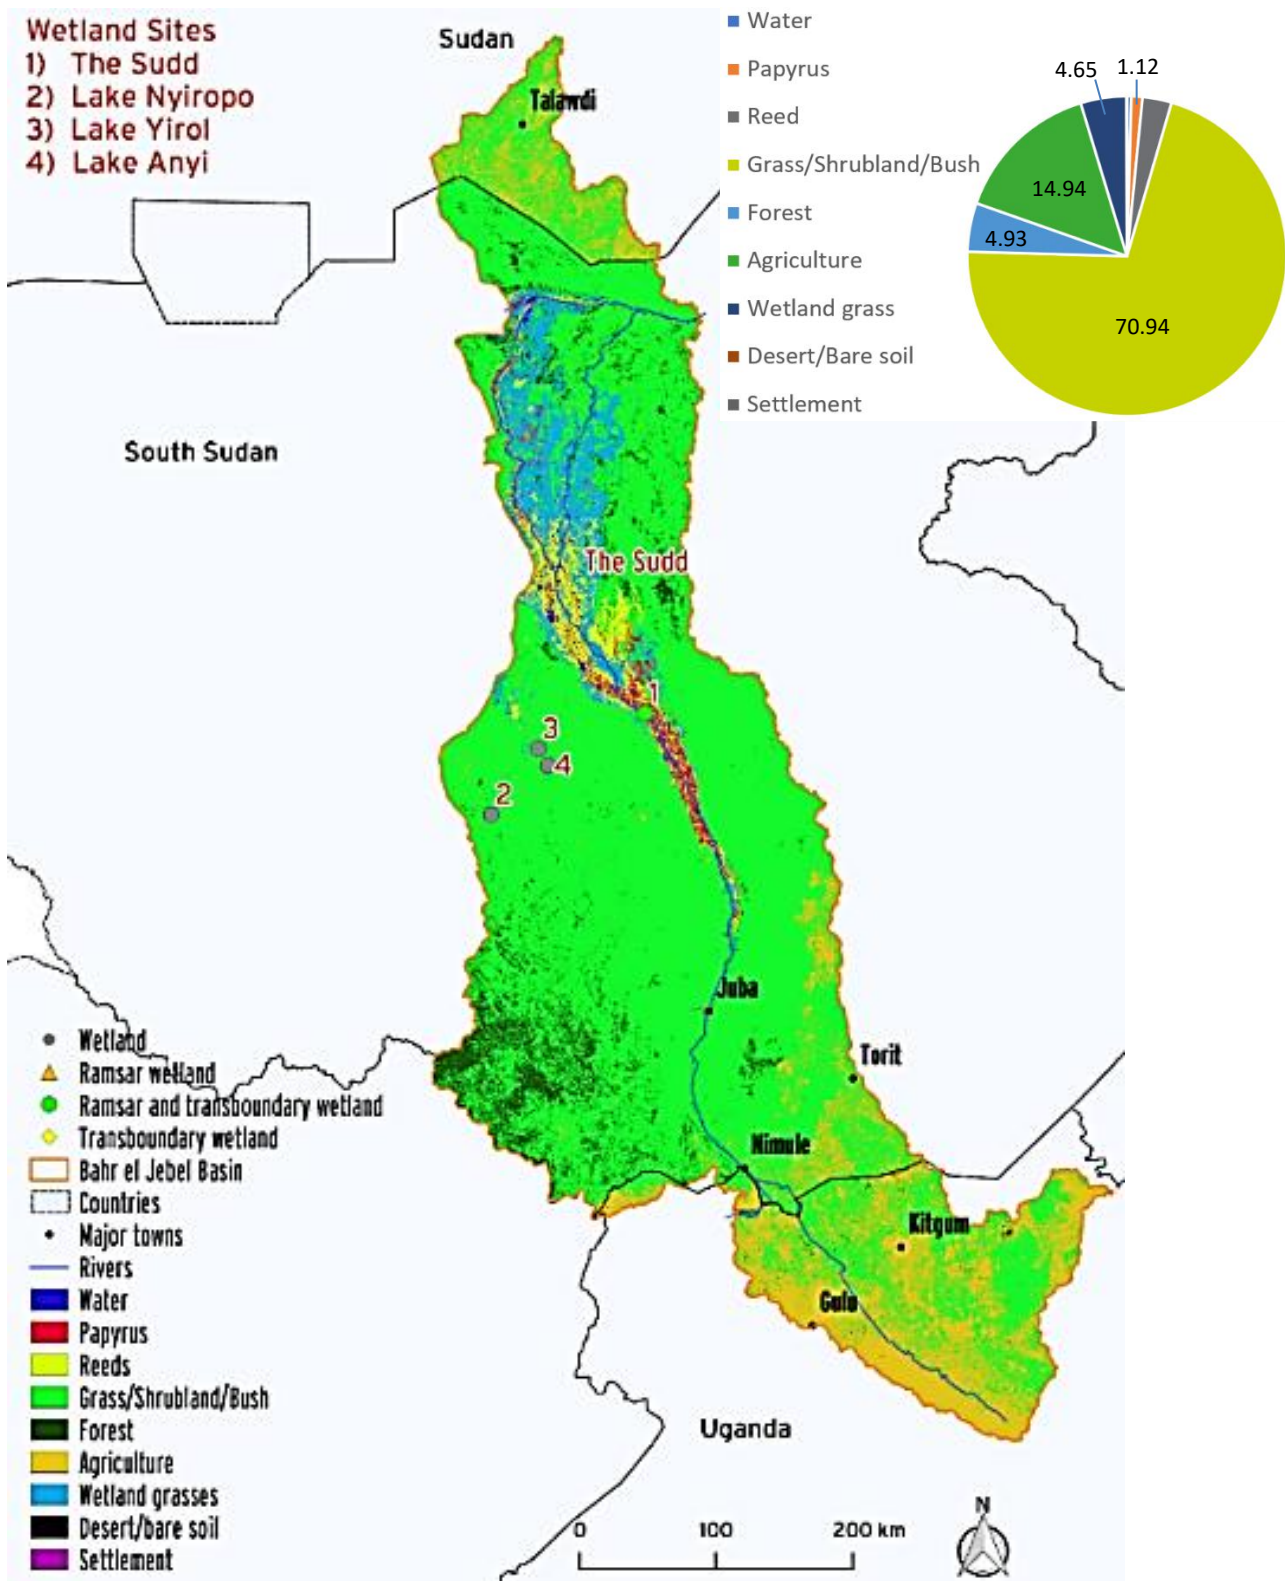 Wetland Sites
1) The Sudd
2) Lake Nyiropo
3) Lake Yirol
4) Lake Anyi
Sudan
Talawdi
Water
Papyrus
Reed
Grass/Shrubland/Bush
Forest
Agriculture
Wetland grass
Desert/Bare soil
Settlement
4.65
1.12
14.94
4.93
70.94
South Sudan
The Sudd
1
3
4
2
Juba
Torit
Nimule
Kitgum
Gulu
Uganda
Wetland
Ramsar wetland
Ramsar and transboundary wetland
Transboundary wetland
Bahr el Jebel Basin
Countries
Major towns
Rivers
Water
Papyrus
Reeds
Grass/Shrubland/Bush
Forest
Agriculture
Wetland grasses
Desert/bare soil
Settlement
0 100 200 km
N